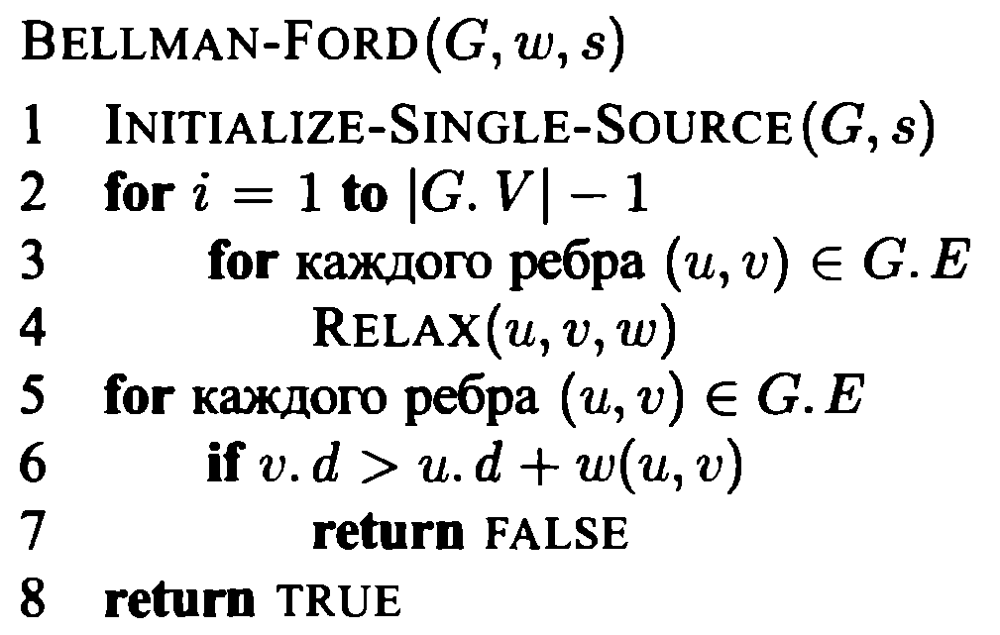 BELLMAN-FORD(G, w, s)
1 INITIALIZE-SINGLE-SOURCE(G, s)
2 for i = 1 to |G. V| − 1
3 for каждого ребра (u, v) ∈ G. E
4 RELAX(u, v, w)
5 for каждого ребра (u, v) ∈ G. E
6 if v. d > u. d + w(u, v)
7 return FALSE
8 return TRUE